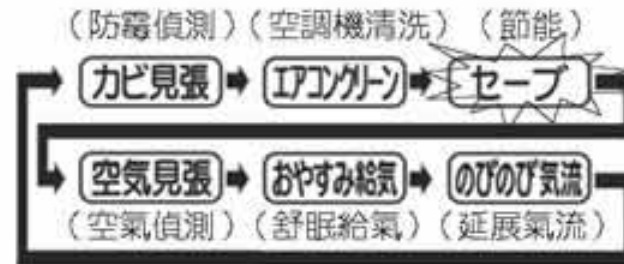 (防霉偵測) (空調機清洗) (節能)
カビ見張 エアコンクリーン セーブ
空気見張 おやすみ給気 のびのび気流
(空氣偵測) (舒眠給氣) (延展氣流)